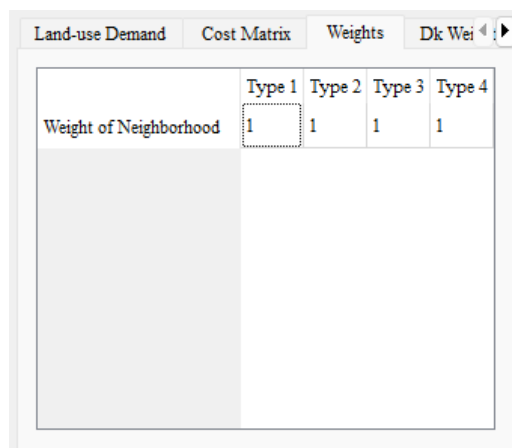 Land-use Demand Cost Matrix Weights Dk Wei
Type 1 Type 2 Type 3 Type 4
Weight of Neighborhood 1 1 1 1